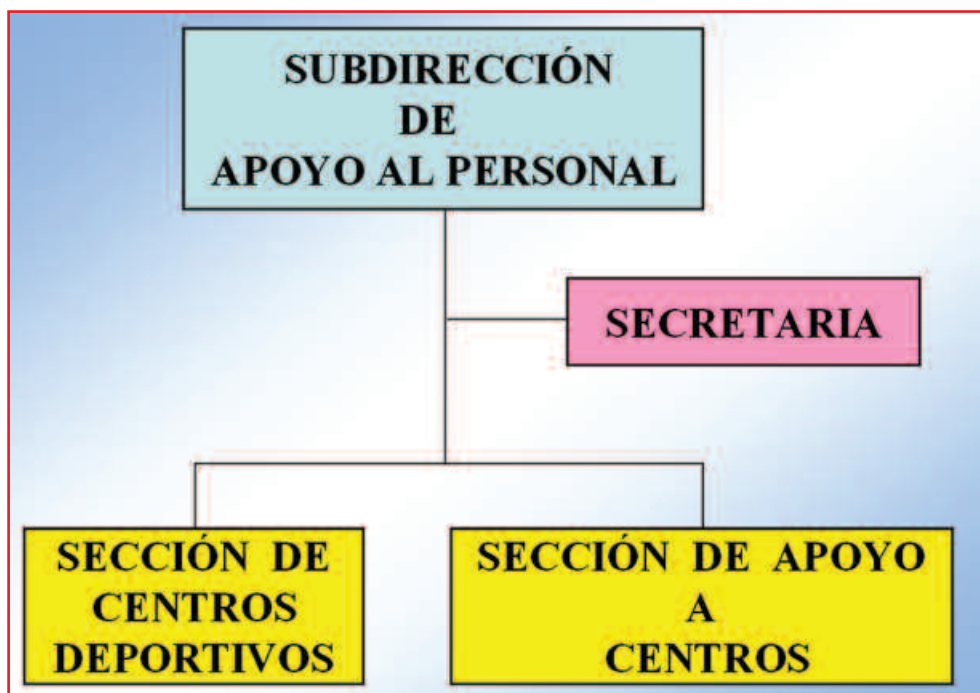 SUBDIRECCIÓN
DE
APOYO AL PERSONAL
SECRETARIA
SECCIÓN DE
CENTROS
DEPORTIVOS
SECCIÓN DE APOYO
A
CENTROS